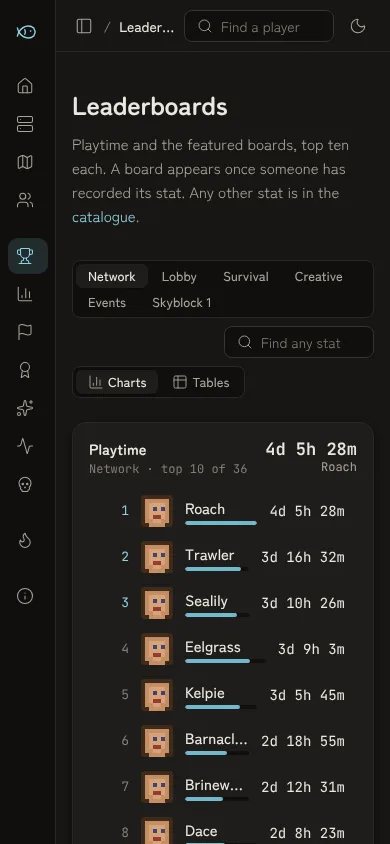 / Leader...
Find a player
Leaderboards
Playtime and the featured boards, top ten
each. A board appears once someone has
recorded its stat. Any other stat is in the
catalogue.
Network Lobby Survival Creative
Events Skyblock 1
Find any stat
Charts Tables
Playtime 4d 5h 28m
Network · top 10 of 36 Roach
1 Roach 4d 5h 28m
2 Trawler 3d 16h 32m
3 Sealily 3d 10h 26m
4 Eelgrass 3d 9h 3m
5 Kelpie 3d 5h 45m
6 Barnacl... 2d 18h 55m
7 Brinew... 2d 12h 31m
8 Dace 2d 8h 23m